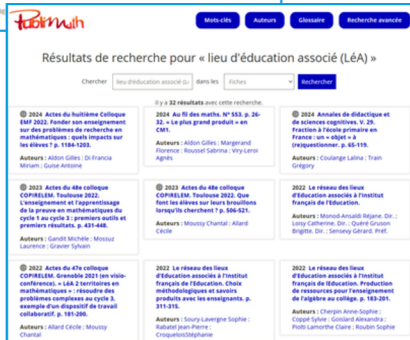 Publimath
Mots-clés Auteurs Glossaire Recherche avancée
Résultats de recherche pour « lieu d'éducation associé (LéA) »
Chercher lieu d'éducation associé (Lé dans les Fiches Rechercher
Il y a 32 résultats avec cette recherche.
2024 Actes du huitième Colloque
EMF 2022. Fonder son enseignement
sur des problèmes de recherche en
mathématiques : quels impacts sur
les élèves ? p. 1184-1203.
Auteurs : Aldon Gilles ; Di Francia
Miriam ; Guise Antoine
2024 Au fil des maths. N° 553. p. 26-
32. « Le plus grand produit » en
CM1.
Auteurs : Aldon Gilles ; Margerand
Florence ; Roussel Sabrina ; Viry-Leroi
Agnès
2024 Annales de didactique et
de sciences cognitives. V. 29.
Fraction à l'école primaire en
France : un « objet » à
(re)questionner. p. 65-119.
Auteurs : Coulange Lalina ; Train
Grégory
2023 Actes du 48e colloque
COPIRELEM. Toulouse 2022.
L'enseignement et l'apprentissage
de la preuve en mathématiques du
cycle 1 au cycle 3 : premiers outils et
premiers résultats. p. 431-448.
Auteurs : Gandit Michèle ; Mossuz
Laurence ; Gravier Sylvain
2023 Actes du 48e colloque
COPIRELEM. Toulouse 2022. Que
font les élèves sur leurs brouillons
lorsqu'ils cherchent ? p. 506-521.
Auteurs : Moussy Chantal ; Allard
Cécile
2022 Le réseau des lieux
d'éducation associés à l'Institut
français de l'Éducation.
Auteurs : Monod-Ansaldi Réjane. Dir. ;
Loisy Catherine. Dir. ; Quéré Gruson
Brigitte. Dir. ; Sensevy Gérard. Préf.
2022 Actes du 47e colloque
COPIRELEM. Grenoble 2021 (en visio-
conférence). « LéA 2 territoires en
mathématiques » : résoudre des
problèmes complexes au cycle 3,
exemple d'un dispositif de travail
collaboratif. p. 181-200.
Auteurs : Allard Cécile ; Moussy
Chantal
2022 Le réseau des lieux
d'éducation associés à l'Institut
français de l'Éducation. Choix
méthodologiques et savoirs
produits avec les enseignants. p.
311-315.
Auteurs : Soury-Lavergne Sophie ;
Rabatel Jean-Pierre ;
CroqueloisStéphanie
2022 Le réseau des lieux
d'éducation associés à l'Institut
français de l'Éducation. Production
de ressources pour l'enseignement
de l'algèbre au collège. p. 183-201.
Auteurs : Cherpin Anne-Sophie ;
Coppé Sylvie ; Goislard Alexandra ;
Piolti Lamorthe Claire ; Roubin Sophie